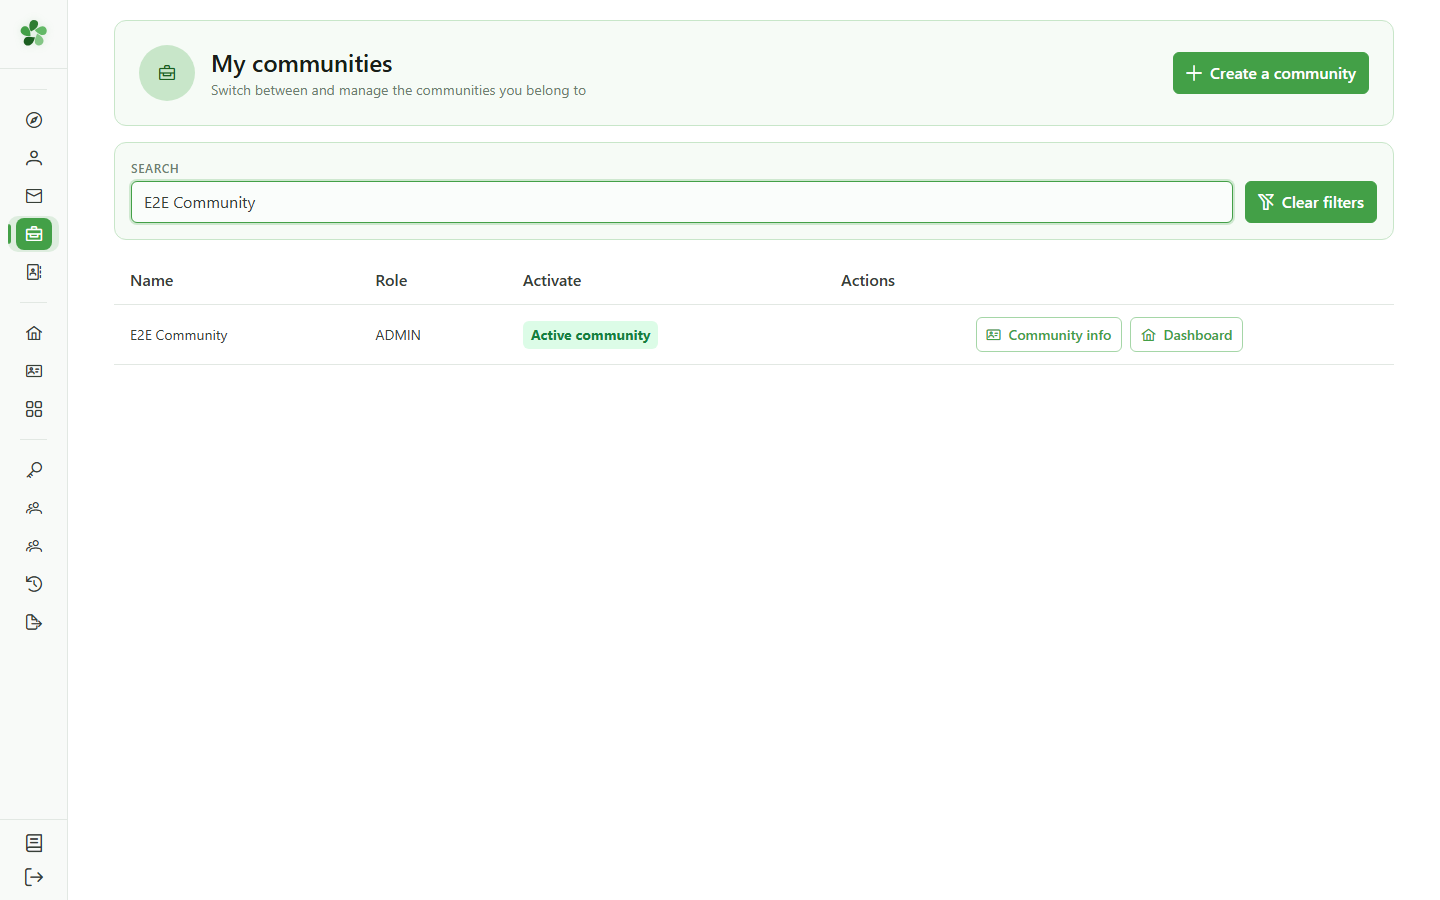 My communities
Switch between and manage the communities you belong to
Create a community
SEARCH
E2E Community
Clear filters
Name Role Activate Actions
E2E Community ADMIN Active community Community info Dashboard